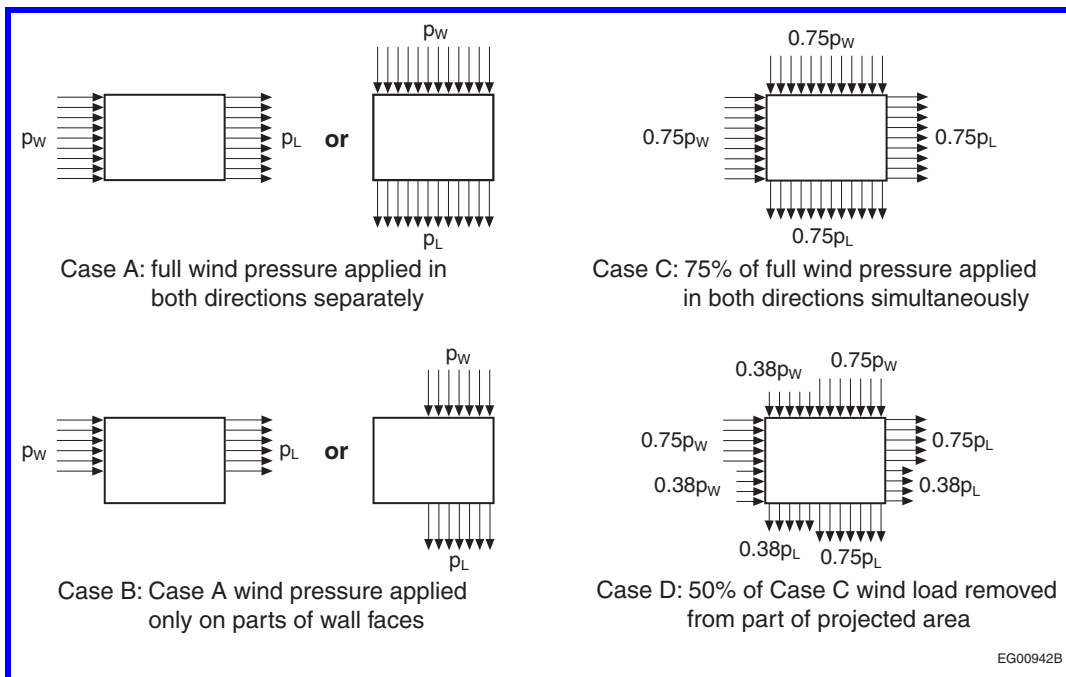 pW
pW
pL
or
pL
Case A: full wind pressure applied in
both directions separately
0.75pW
0.75pW
0.75pL
0.75pL
Case C: 75% of full wind pressure applied
in both directions simultaneously
pW
pW
pL
or
pL
Case B: Case A wind pressure applied
only on parts of wall faces
0.75pW
0.38pW
0.75pW
0.75pL
0.38pW
0.38pL
0.38pL
0.75pL
Case D: 50% of Case C wind load removed
from part of projected area
EG00942B